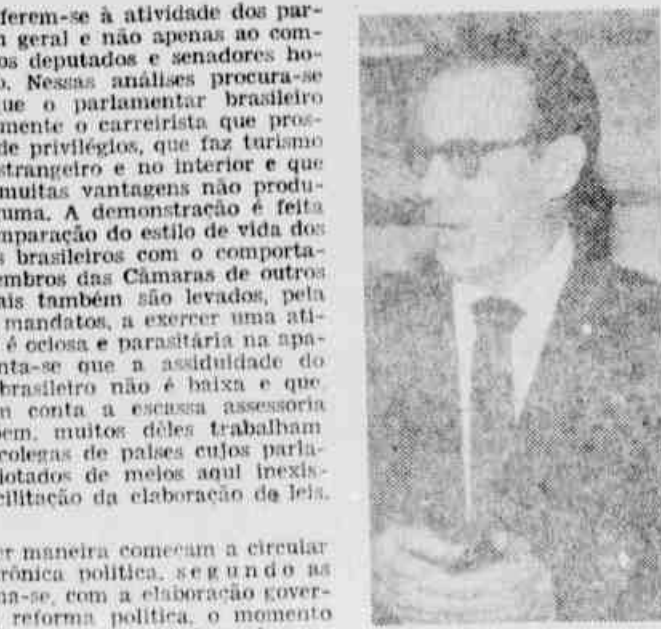 ferem-se à atividade dos par-
n geral e não apenas ao com-
os deputados e senadores ho-
o. Nessas análises procura-se
ue o parlamentar brasileiro
mente o carreirista que pros-
de privilégios, que faz turismo
strangeiro e no interior e que
muitas vantagens não produ-
guma. A demonstração é feita
mparação do estilo de vida dos
s brasileiros com o comporta-
embros das Câmaras de outros
ais também são levados, pela
mandatos, a exercer uma ati-
é ociosa e parasitária na apa-
nta-se que a assiduidade do
brasileiro não é baixa e que
m conta a escassa assessoria
bem, muitos dêles trabalham
colegas de países cujos parla-
dotados de meios aqui inexis-
cilitação da elaboração de leis.
er maneira começam a circular
rônica política, segundo as
na-se, com a elaboração gover-
reforma política, o momento